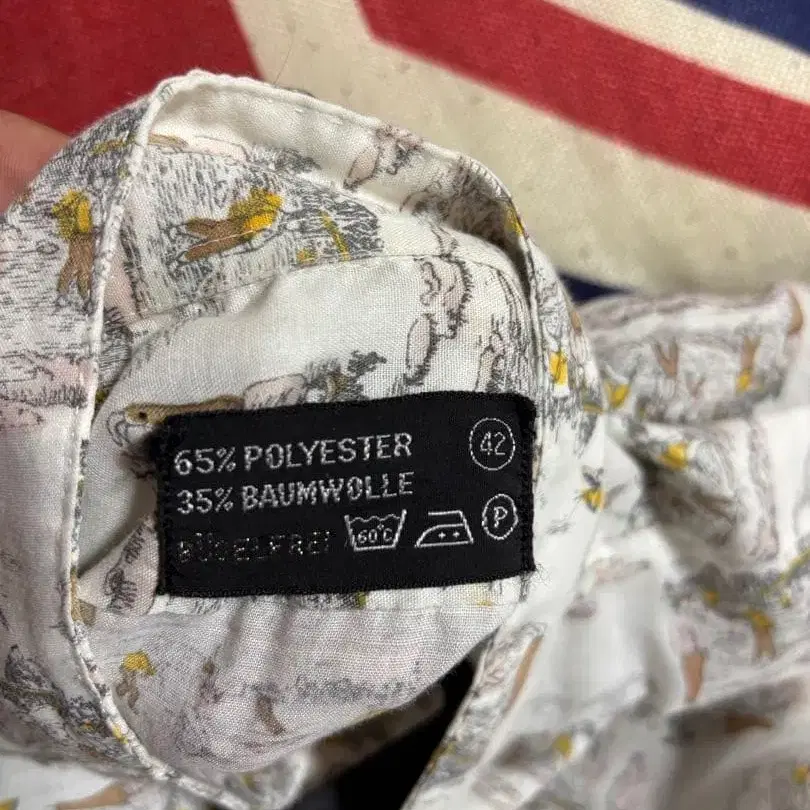 65% POLYESTER
42
35% BAUMWOLLE
BÜGELFREI
60°C
P